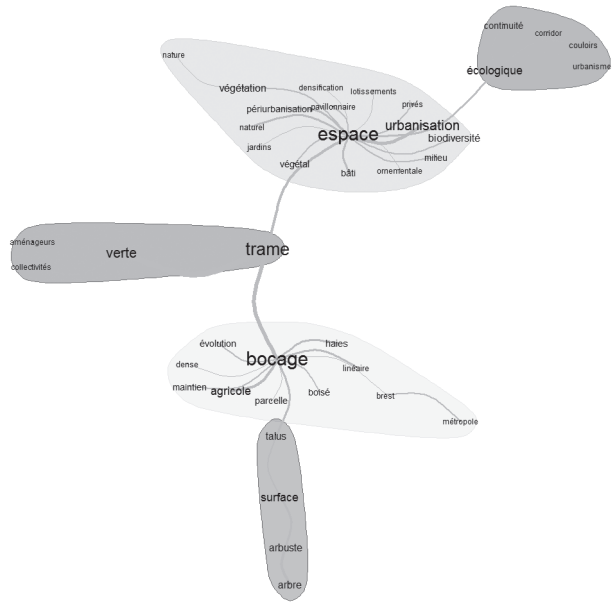 continuité
corridor
couloirs
urbanisme
écologique
nature
végétation
densification
lotissements
périurbanisation
pavillonnaire
privés
naturel
espace
urbanisation
biodiversité
jardins
végétal
bâti
ornementale
milieu
aménageurs
collectivités
verte
trame
évolution
haies
dense
bocage
linéaire
maintien
agricole
parcelle
boisé
brest
métropole
talus
surface
arbuste
arbre